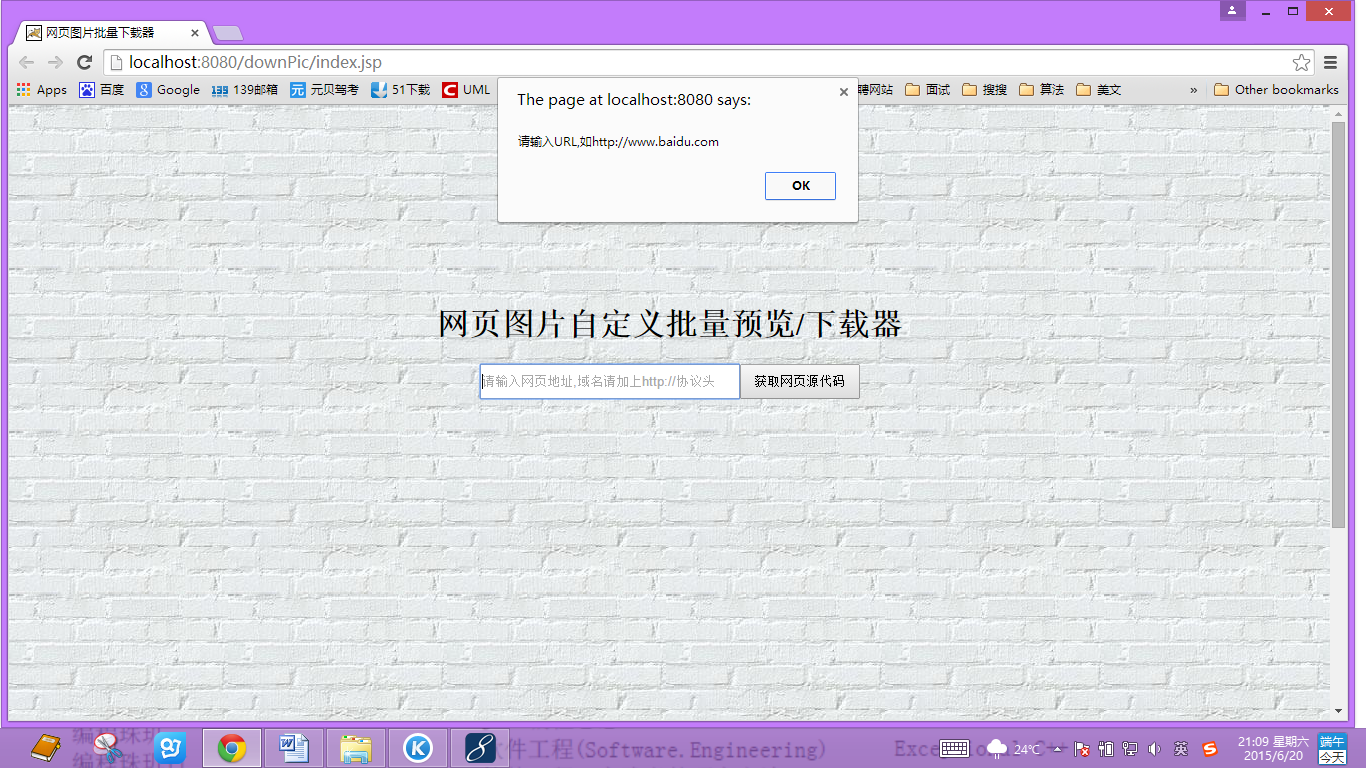 网页图片批量下载器
localhost:8080/downPic/index.jsp
Apps 百度 Google 139邮箱 元贝驾考 51下载 UML 聘网站 面试 搜搜 算法 美文 » Other bookmarks
The page at localhost:8080 says:
请输入URL,如http://www.baidu.com
OK
网页图片自定义批量预览/下载器
请输入网页地址,域名请加上http://协议头
获取网页源代码
件工程(Software.Engineering)
24℃
英
21:09 星期六
2015/6/20
端午
今天